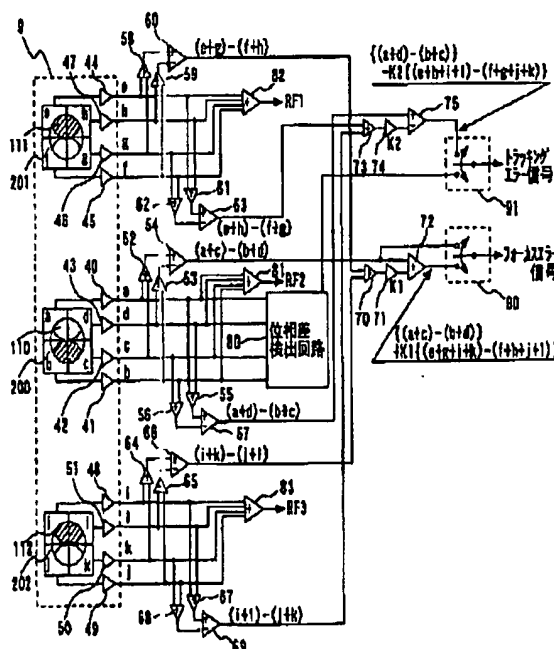 9
44
47
58
60
(e+g)-(f+h)
59
82
RF1
e
h
g
f
e
h
g
111
201
46
45
62
61
63
(e+h)-(f+g)
{(a+d)-(b+c)}
-K2{(e+h+i+l)-(f+g+j+k)}
75
73
74
K2
トラッキング
エラー信号
91
43
40
52
54
(a+c)-(b+d)
53
81
RF2
a
d
c
b
a
d
b
c
110
200
42
41
80
位相差
検出回路
55
56
57
(a+d)-(b+c)
72
70
71
K1
フォーカスエラー
信号
90
{(a+c)-(b+d)}
+K1{(e+g+i+k)-(f+h+j+l)}
51
48
64
66
(i+k)-(j+l)
65
83
RF3
i
l
k
j
k
112
202
50
49
68
67
69
(i+l)-(j+k)